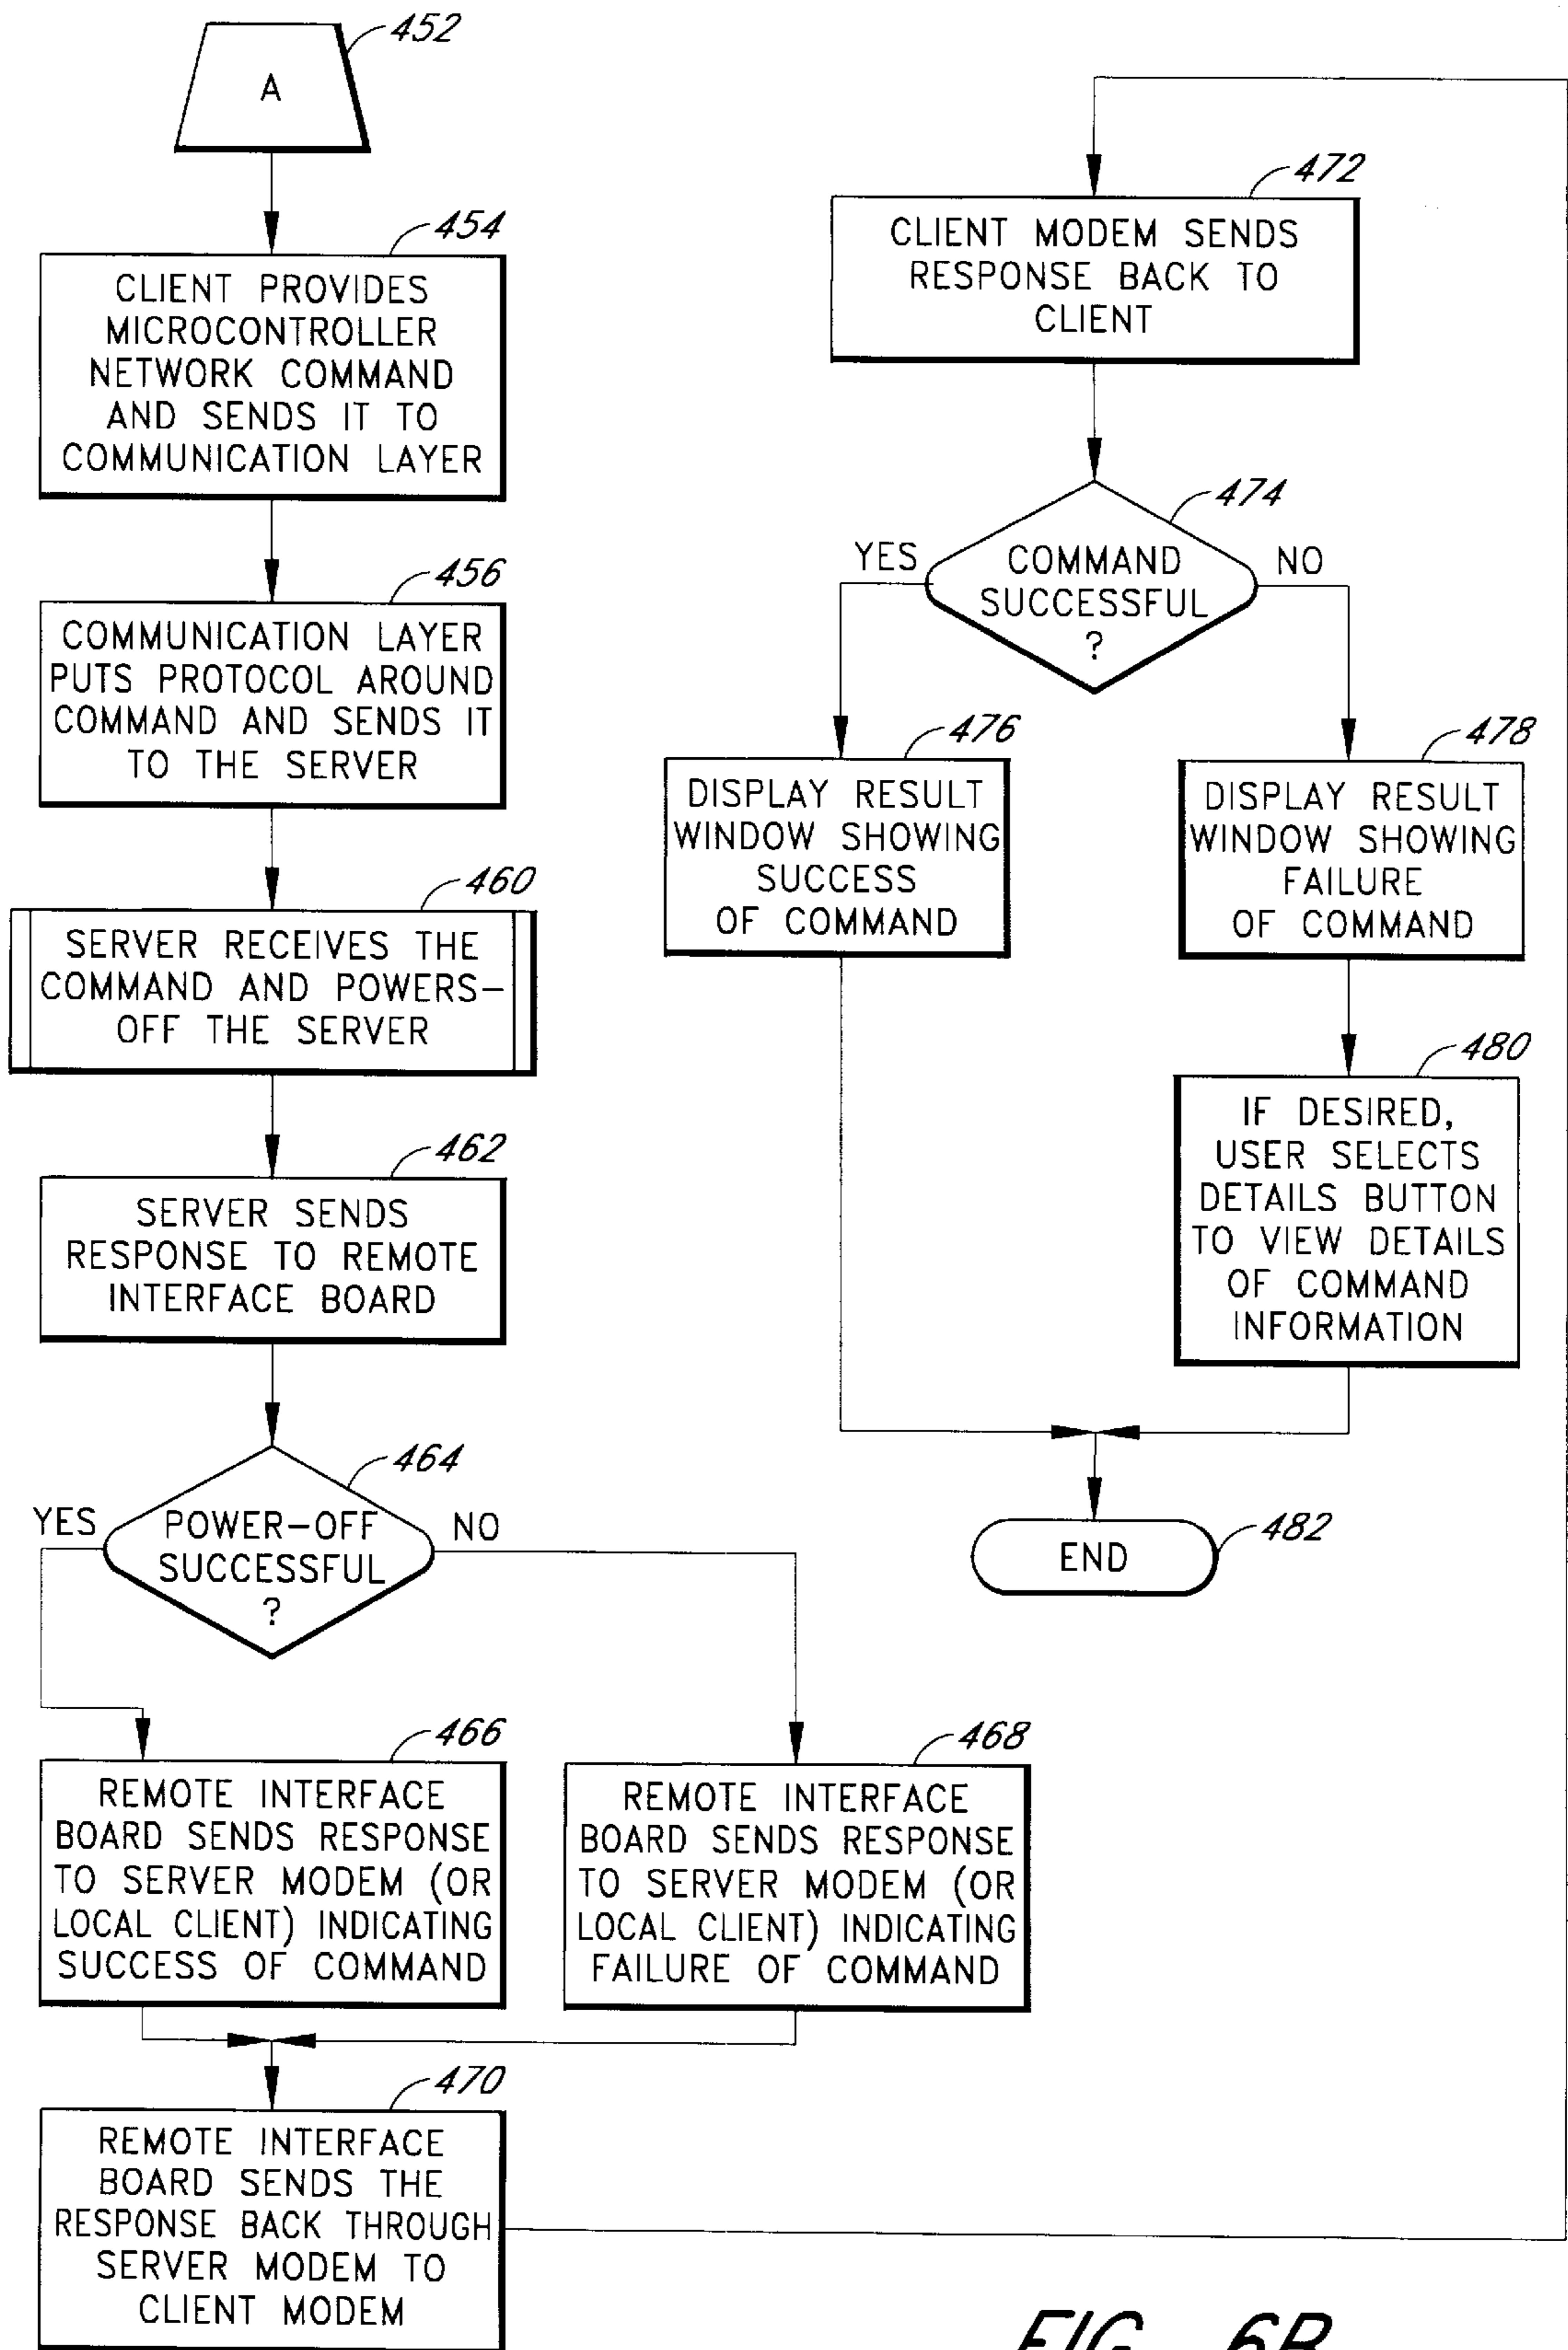 452
A
454
CLIENT PROVIDES
MICROCONTROLLER
NETWORK COMMAND
AND SENDS IT TO
COMMUNICATION LAYER
456
COMMUNICATION LAYER
PUTS PROTOCOL AROUND
COMMAND AND SENDS IT
TO THE SERVER
460
SERVER RECEIVES THE
COMMAND AND POWERS-
OFF THE SERVER
462
SERVER SENDS
RESPONSE TO REMOTE
INTERFACE BOARD
464
YES
POWER-OFF
SUCCESSFUL
?
NO
466
REMOTE INTERFACE
BOARD SENDS RESPONSE
TO SERVER MODEM (OR
LOCAL CLIENT) INDICATING
SUCCESS OF COMMAND
468
REMOTE INTERFACE
BOARD SENDS RESPONSE
TO SERVER MODEM (OR
LOCAL CLIENT) INDICATING
FAILURE OF COMMAND
470
REMOTE INTERFACE
BOARD SENDS THE
RESPONSE BACK THROUGH
SERVER MODEM TO
CLIENT MODEM
472
CLIENT MODEM SENDS
RESPONSE BACK TO
CLIENT
474
YES
COMMAND
SUCCESSFUL
?
NO
476
DISPLAY RESULT
WINDOW SHOWING
SUCCESS
OF COMMAND
478
DISPLAY RESULT
WINDOW SHOWING
FAILURE
OF COMMAND
480
IF DESIRED,
USER SELECTS
DETAILS BUTTON
TO VIEW DETAILS
OF COMMAND
INFORMATION
END
482
FIG. 6B